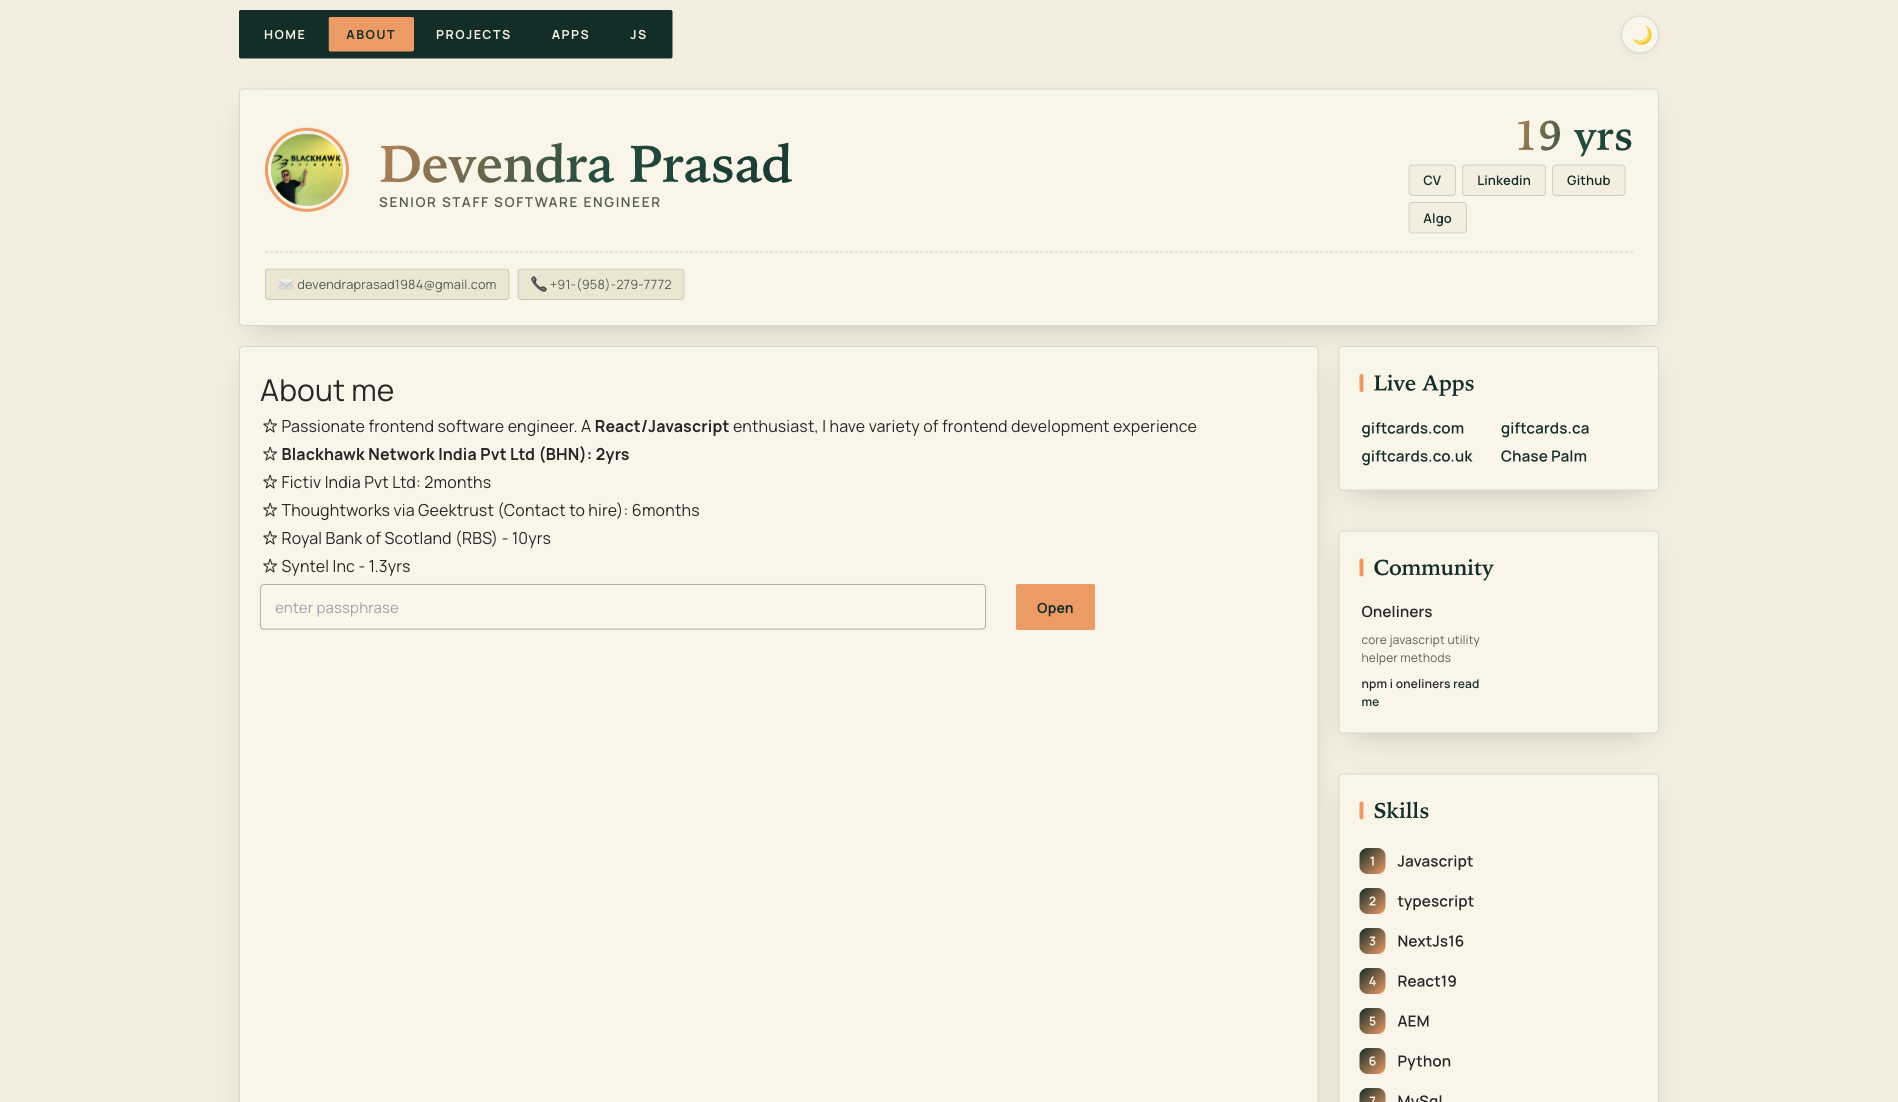 HOME ABOUT PROJECTS APPS JS
BLACKHAWK
NETWORK
Devendra Prasad
SENIOR STAFF SOFTWARE ENGINEER
19 yrs
CV Linkedin Github
Algo
devendraprasad1984@gmail.com +91-(958)-279-7772
About me
☆ Passionate frontend software engineer. A React/Javascript enthusiast, I have variety of frontend development experience
☆ Blackhawk Network India Pvt Ltd (BHN): 2yrs
☆ Fictiv India Pvt Ltd: 2months
☆ Thoughtworks via Geektrust (Contact to hire): 6months
☆ Royal Bank of Scotland (RBS) - 10yrs
☆ Syntel Inc - 1.3yrs
enter passphrase Open
Live Apps
giftcards.com giftcards.ca
giftcards.co.uk Chase Palm
Community
Oneliners
core javascript utility
helper methods
npm i oneliners read
me
Skills
1 Javascript
2 typescript
3 NextJs16
4 React19
5 AEM
6 Python
7 MySql